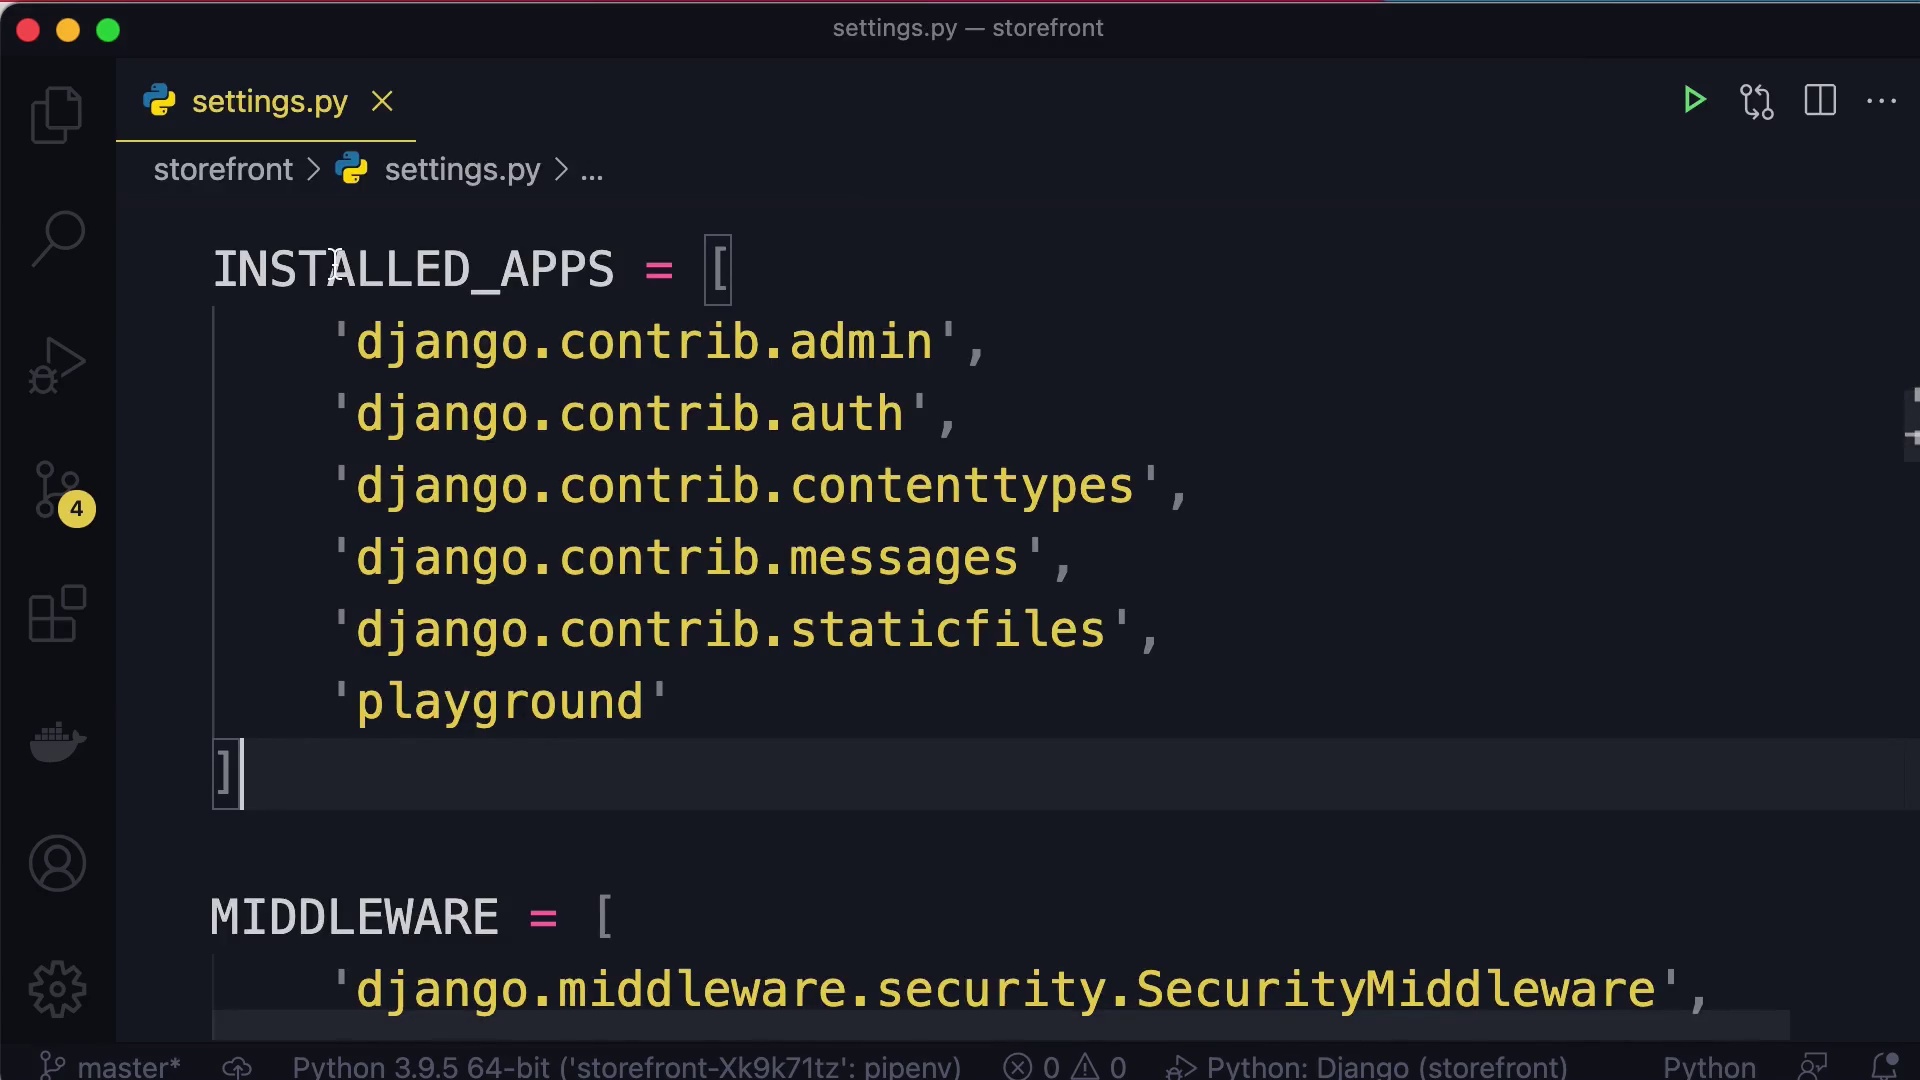 settings.py — storefront
settings.py
storefront > settings.py > ...
INSTALLED_APPS = [
'django.contrib.admin',
'django.contrib.auth',
'django.contrib.contenttypes',
'django.contrib.messages',
'django.contrib.staticfiles',
'playground'
]
MIDDLEWARE = [
'django.middleware.security.SecurityMiddleware',
4
master* Python 3.9.5 64-bit ('storefront-Xk9k71tz': pipenv) 0 0 Python: Django (storefront) Python